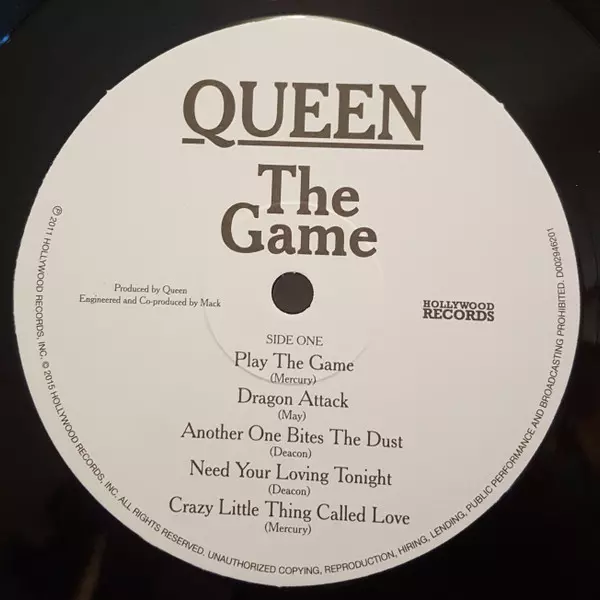 QUEEN
The
Game
Produced by Queen
Engineered and Co-produced by Mack
HOLLYWOOD
RECORDS
SIDE ONE
Play The Game
(Mercury)
Dragon Attack
(May)
Another One Bites The Dust
(Deacon)
Need Your Loving Tonight
(Deacon)
Crazy Little Thing Called Love
(Mercury)
℗ 2011 HOLLYWOOD RECORDS, INC. © 2015 HOLLYWOOD RECORDS, INC. ALL RIGHTS RESERVED. UNAUTHORIZED COPYING, REPRODUCTION, HIRING, LENDING, PUBLIC PERFORMANCE AND BROADCASTING PROHIBITED. D002946201